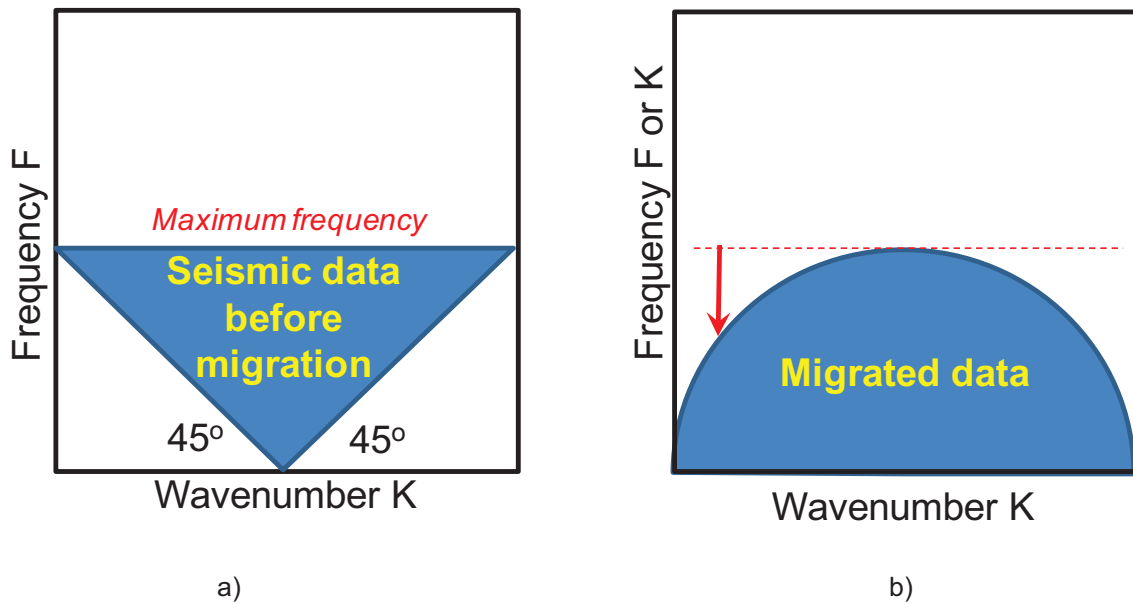 Frequency F
Maximum frequency
Seismic data
before
migration
45º
45º
Wavenumber K
a)
Frequency F or K
Migrated data
Wavenumber K
b)